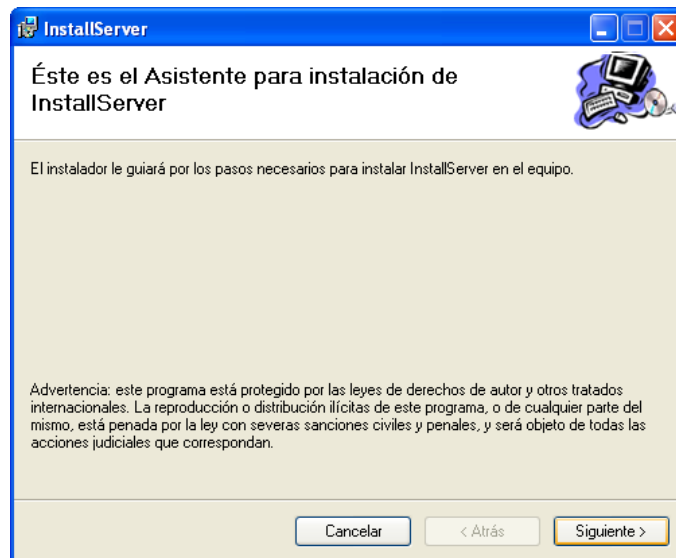 InstallServer
Éste es el Asistente para instalación de
InstallServer
El instalador le guiará por los pasos necesarios para instalar InstallServer en el equipo.
Advertencia: este programa está protegido por las leyes de derechos de autor y otros tratados
internacionales. La reproducción o distribución ilícitas de este programa, o de cualquier parte del
mismo, está penada por la ley con severas sanciones civiles y penales, y será objeto de todas las
acciones judiciales que correspondan.
Cancelar < Atrás Siguiente >